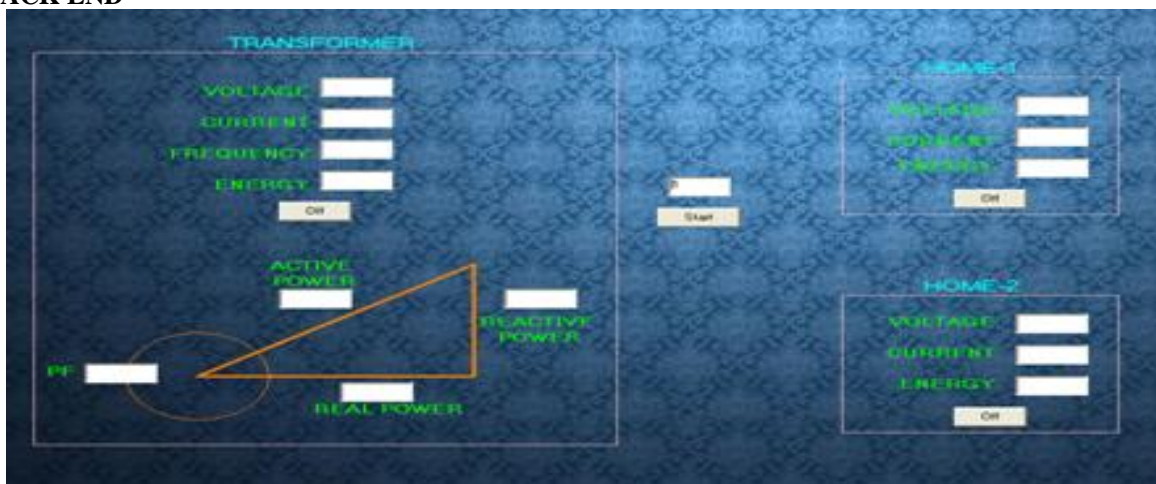 ACK END
TRANSFORMER
VOLTAGE
CURRENT
FREQUENCY
ENERGY
Off
ACTIVE
POWER
REACTIVE
POWER
PF
REAL POWER
Start
HOME-1
VOLTAGE
CURRENT
ENERGY
Off
HOME-2
VOLTAGE
CURRENT
ENERGY
Off